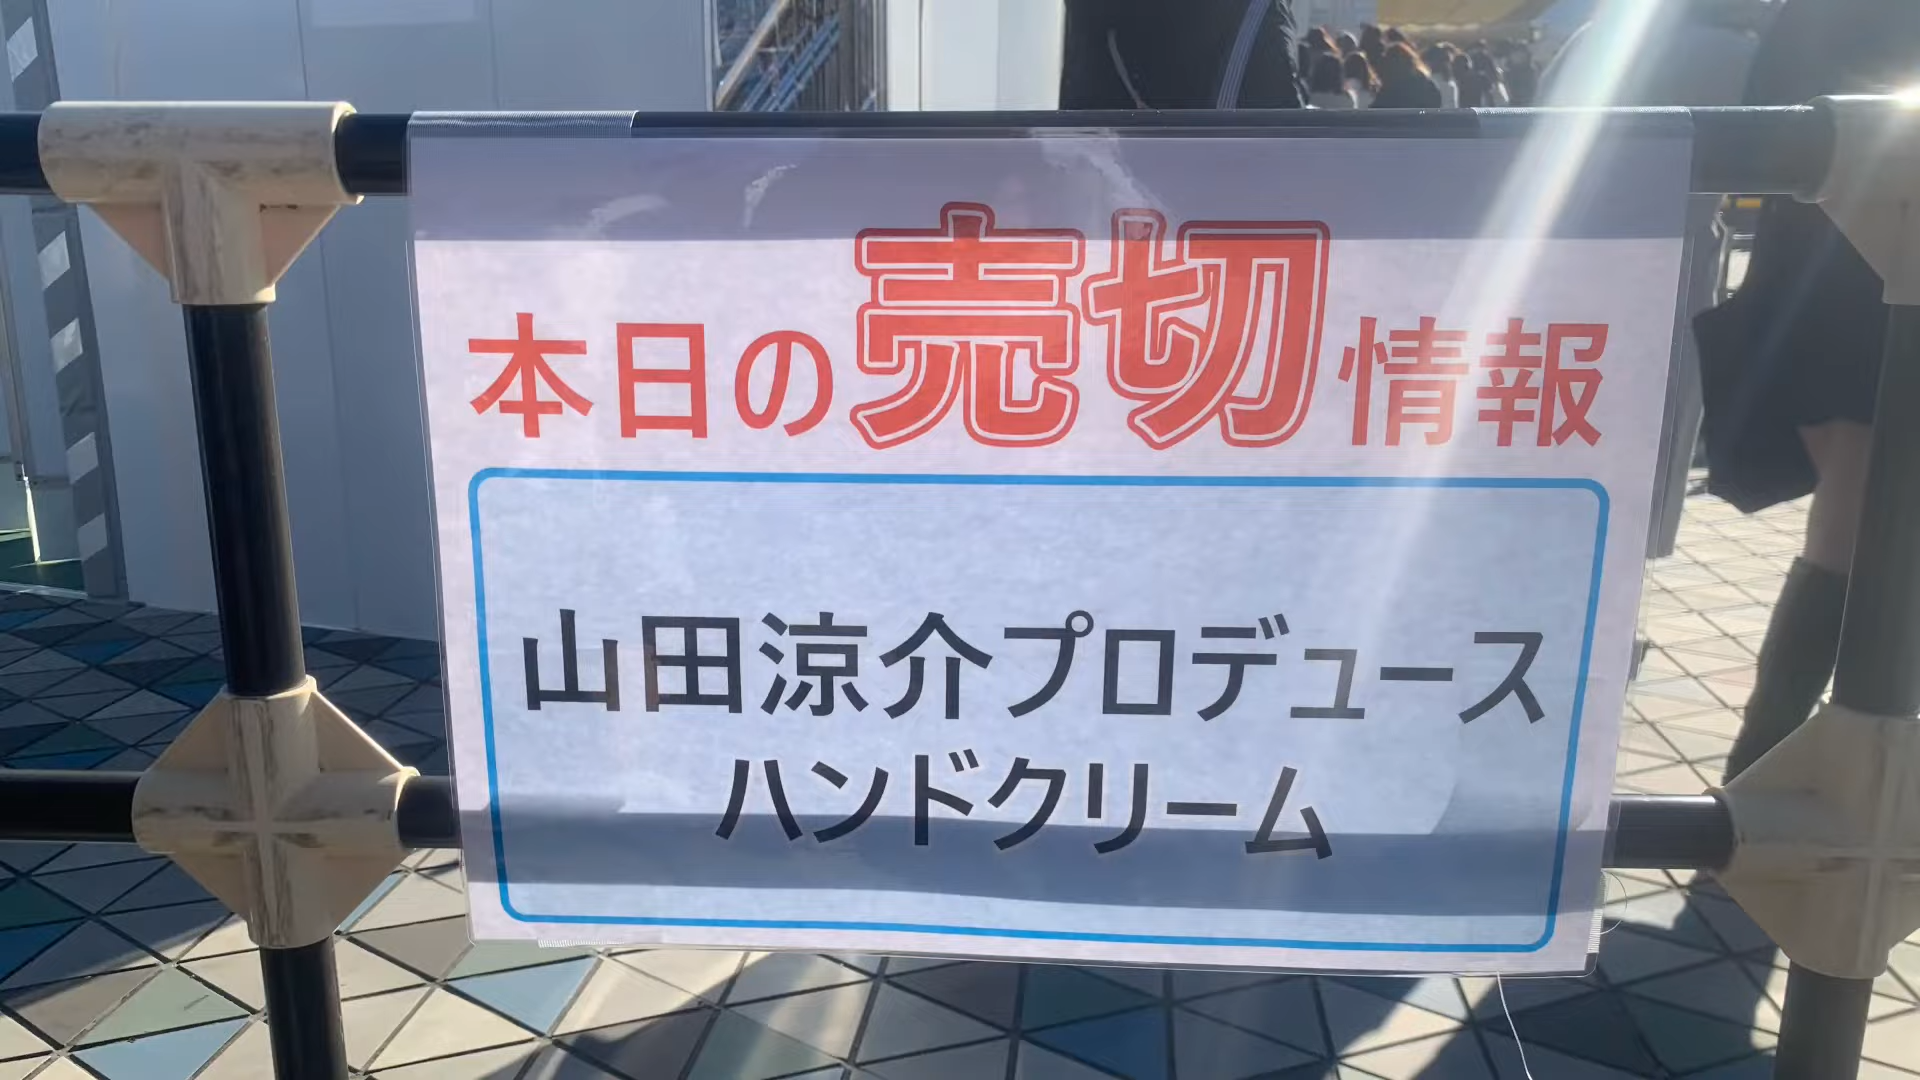 本日の売切情報
山田涼介プロデュース
ハンドクリーム